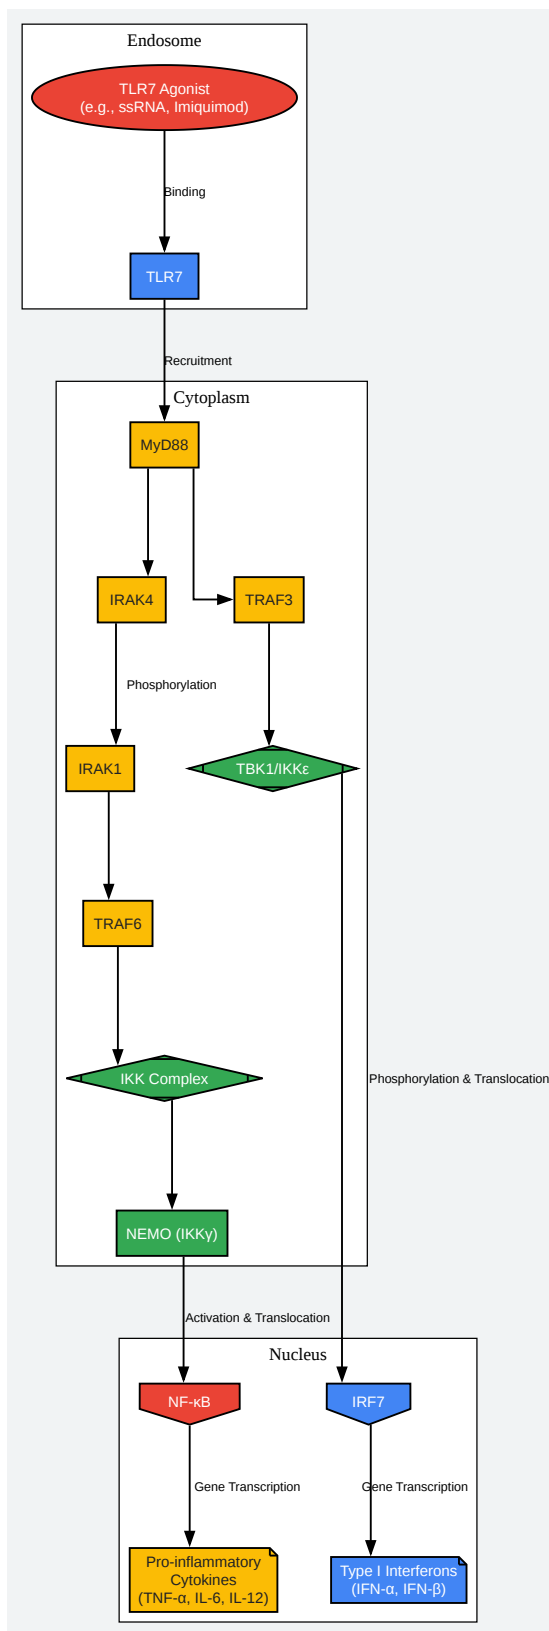 Endosome
TLR7 Agonist
(e.g., ssRNA, Imiquimod)
Binding
TLR7
Recruitment
Cytoplasm
MyD88
IRAK4
TRAF3
Phosphorylation
IRAK1
TBK1/IKKε
TRAF6
IKK Complex
Phosphorylation & Translocation
NEMO (IKKγ)
Activation & Translocation
Nucleus
NF-κB
IRF7
Gene Transcription
Gene Transcription
Pro-inflammatory
Cytokines
(TNF-α, IL-6, IL-12)
Type I Interferons
(IFN-α, IFN-β)